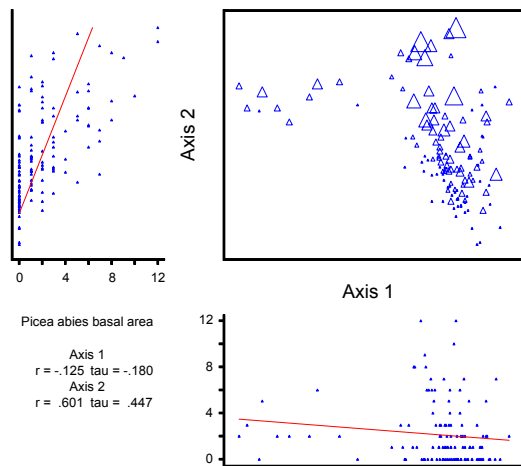 Axis 2
0 4 8 12
Axis 1
Picea abies basal area
Axis 1
r = -.125 tau = -.180
Axis 2
r = .601 tau = .447
12
8
4
0